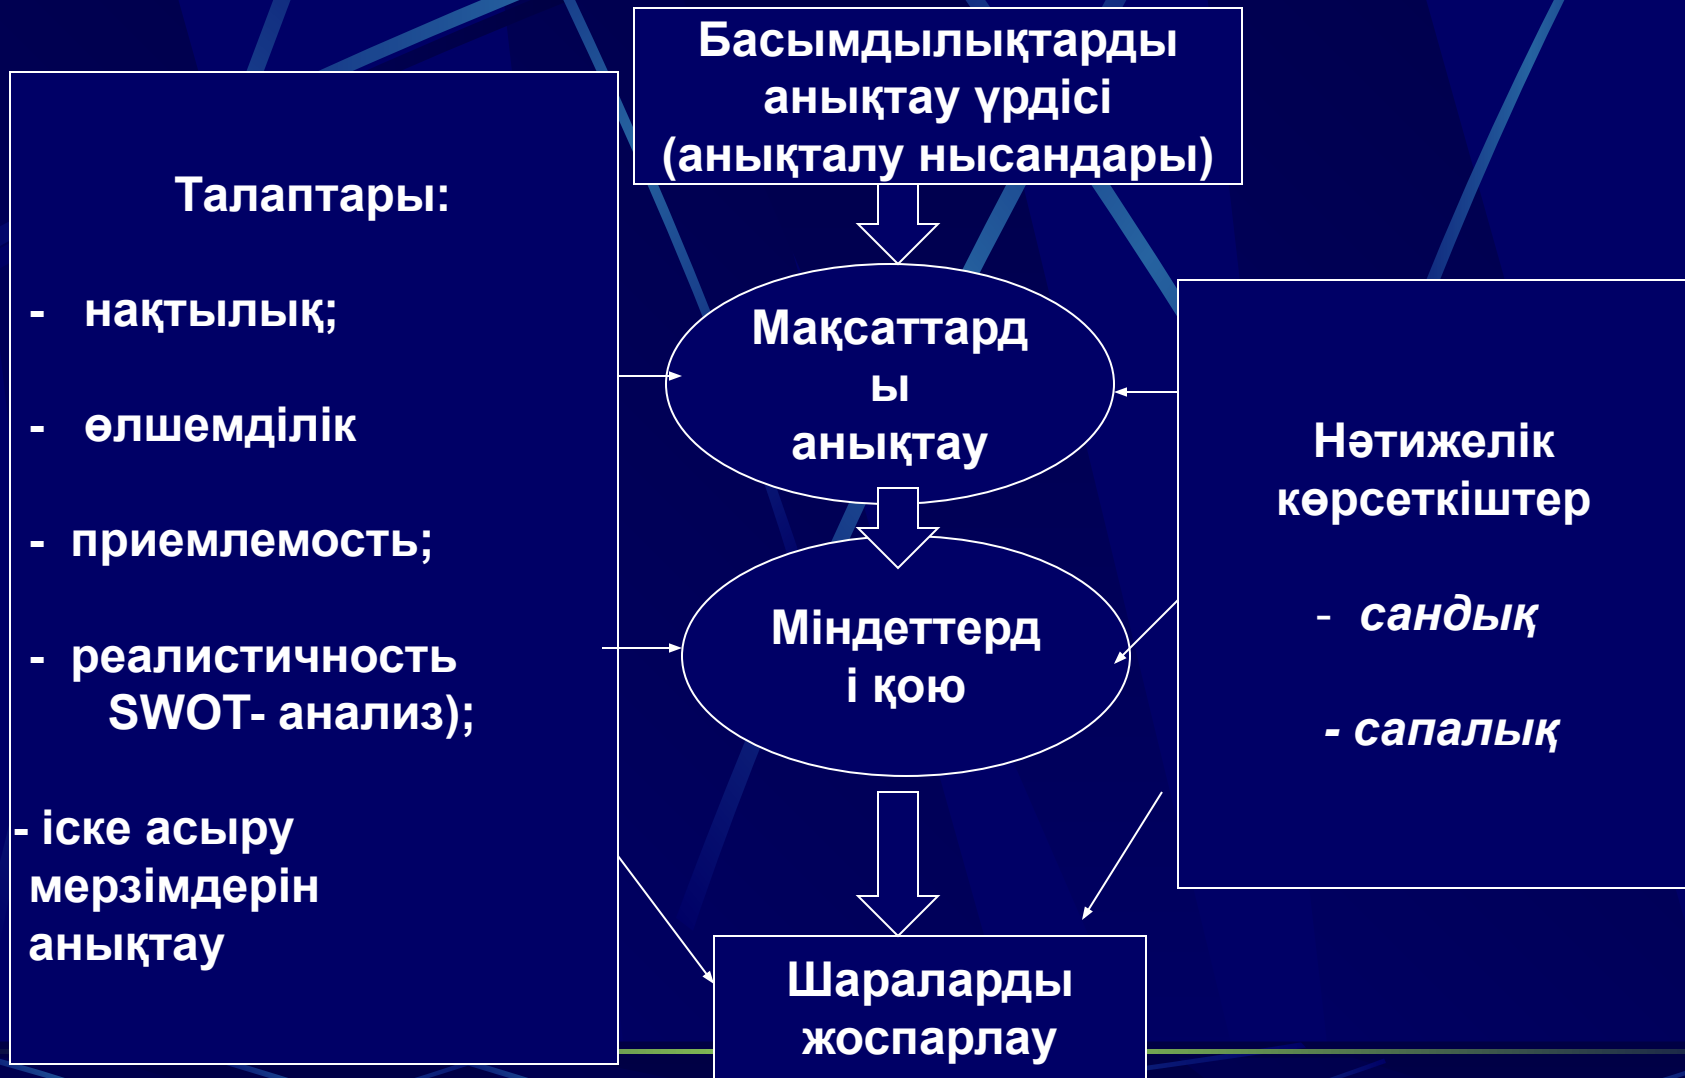 Басымдылықтарды
анықтау үрдісі
(анықталу нысандары)
Талаптары:
- нақтылық;
- өлшемділік
- приемлемость;
- реалистичность
SWOT- анализ);
- іске асыру
мерзімдерін
анықтау
Мақсаттард
ы
анықтау
Міндеттерд
і қою
Шараларды
жоспарлау
Нәтижелік
көрсеткіштер
- сандық
- сапалық